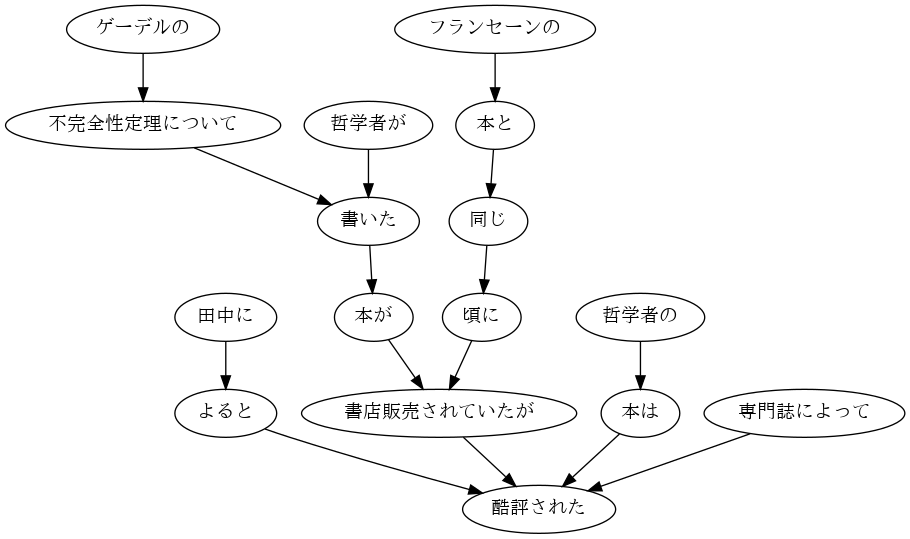 ゲーデルの
フランセーンの
不完全性定理について
哲学者が
本と
書いた
同じ
田中に
本が
頃に
哲学者の
よると
書店販売されていたが
本は
専門誌によって
酷評された